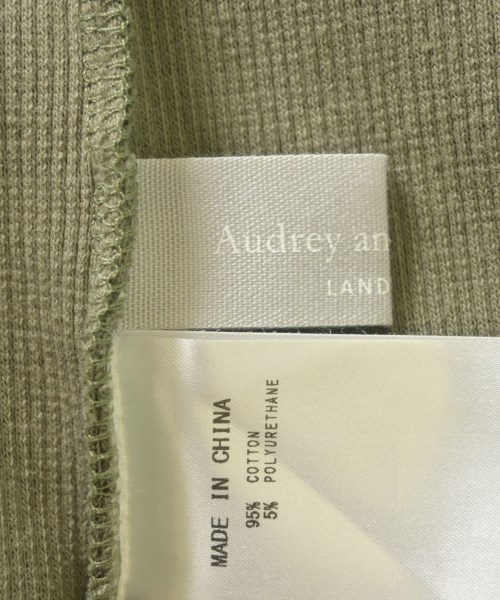 Audrey an
LAND
MADE IN CHINA
95% COTTON
5% POLYURETHANE